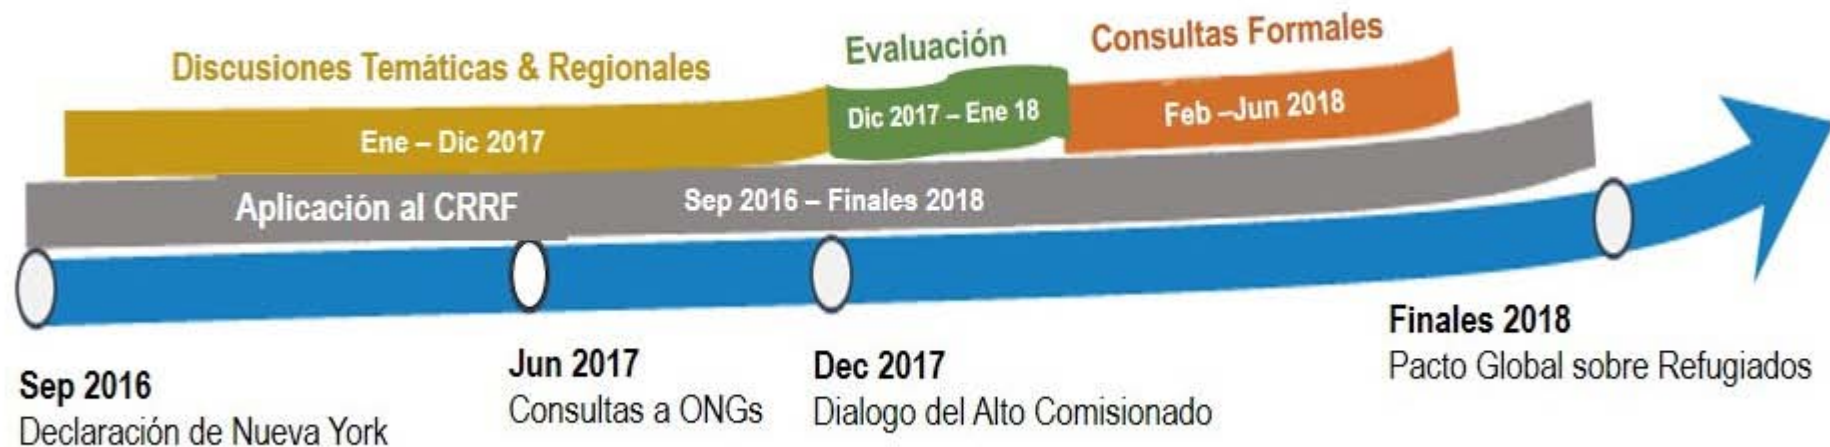 Discusiones Temáticas & Regionales
Evaluación
Consultas Formales
Ene – Dic 2017
Dic 2017 – Ene 18
Feb –Jun 2018
Aplicación al CRRF
Sep 2016 – Finales 2018
Sep 2016
Declaración de Nueva York
Jun 2017
Consultas a ONGs
Dec 2017
Dialogo del Alto Comisionado
Finales 2018
Pacto Global sobre Refugiados